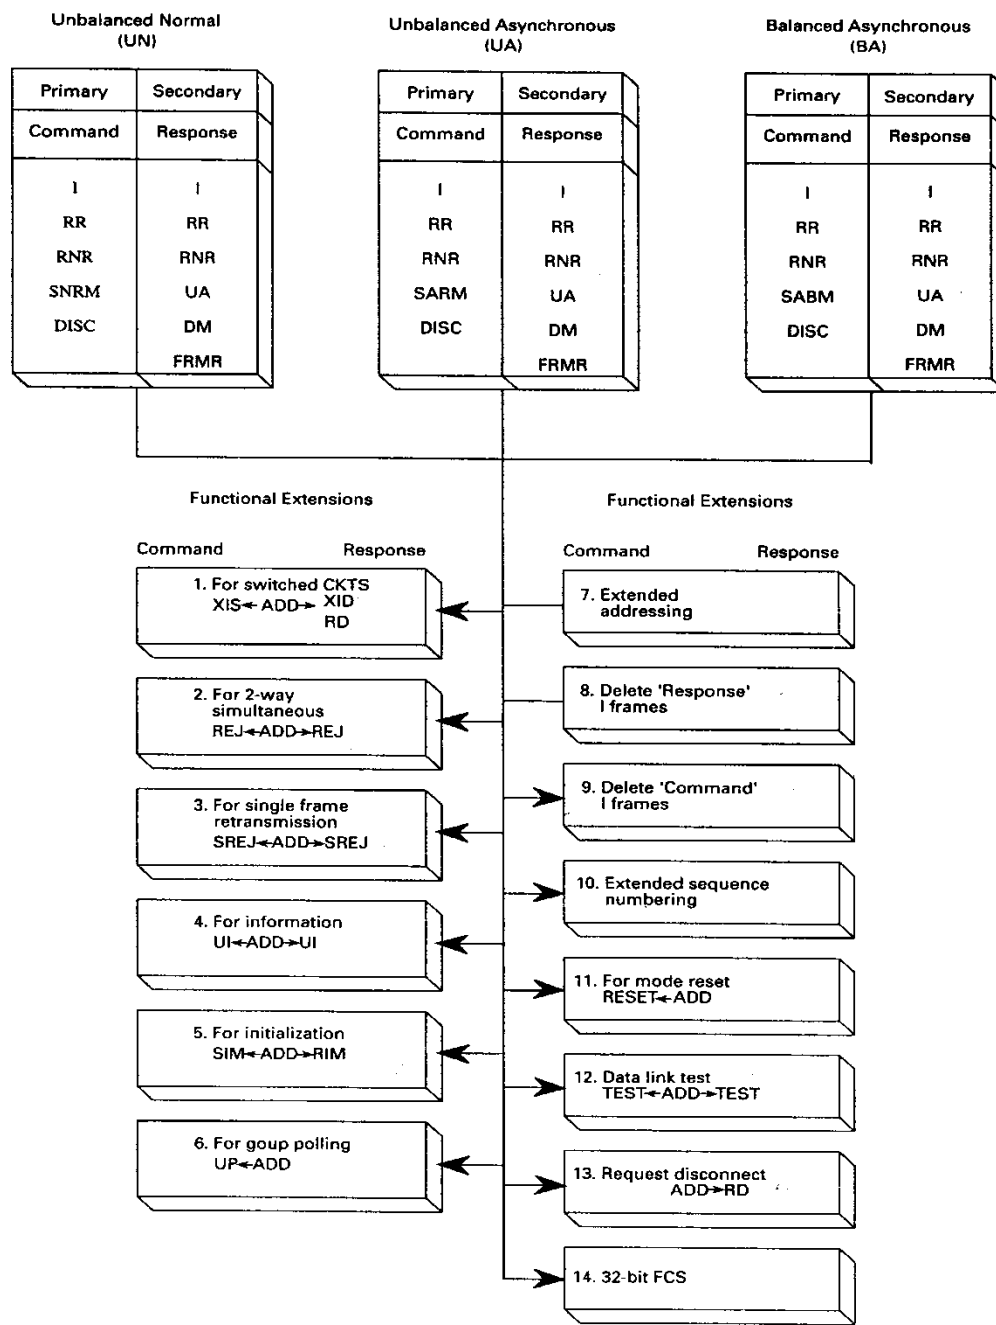 Unbalanced Normal
(UN)
Primary Secondary
Command Response
I I
RR RR
RNR RNR
SNRM UA
DISC DM
FRMR
Unbalanced Asynchronous
(UA)
Primary Secondary
Command Response
I I
RR RR
RNR RNR
SARM UA
DISC DM
FRMR
Balanced Asynchronous
(BA)
Primary Secondary
Command Response
I I
RR RR
RNR RNR
SABM UA
DISC DM
FRMR
Functional Extensions
Command Response
1. For switched CKTS
XIS ADD XID
RD
2. For 2-way
simultaneous
REJ ADD REJ
3. For single frame
retransmission
SREJ ADD SREJ
4. For information
UI ADD UI
5. For initialization
SIM ADD RIM
6. For goup polling
UP ADD
Functional Extensions
Command Response
7. Extended
addressing
8. Delete 'Response'
I frames
9. Delete 'Command'
I frames
10. Extended sequence
numbering
11. For mode reset
RESET ADD
12. Data link test
TEST ADD TEST
13. Request disconnect
ADD RD
14. 32-bit FCS